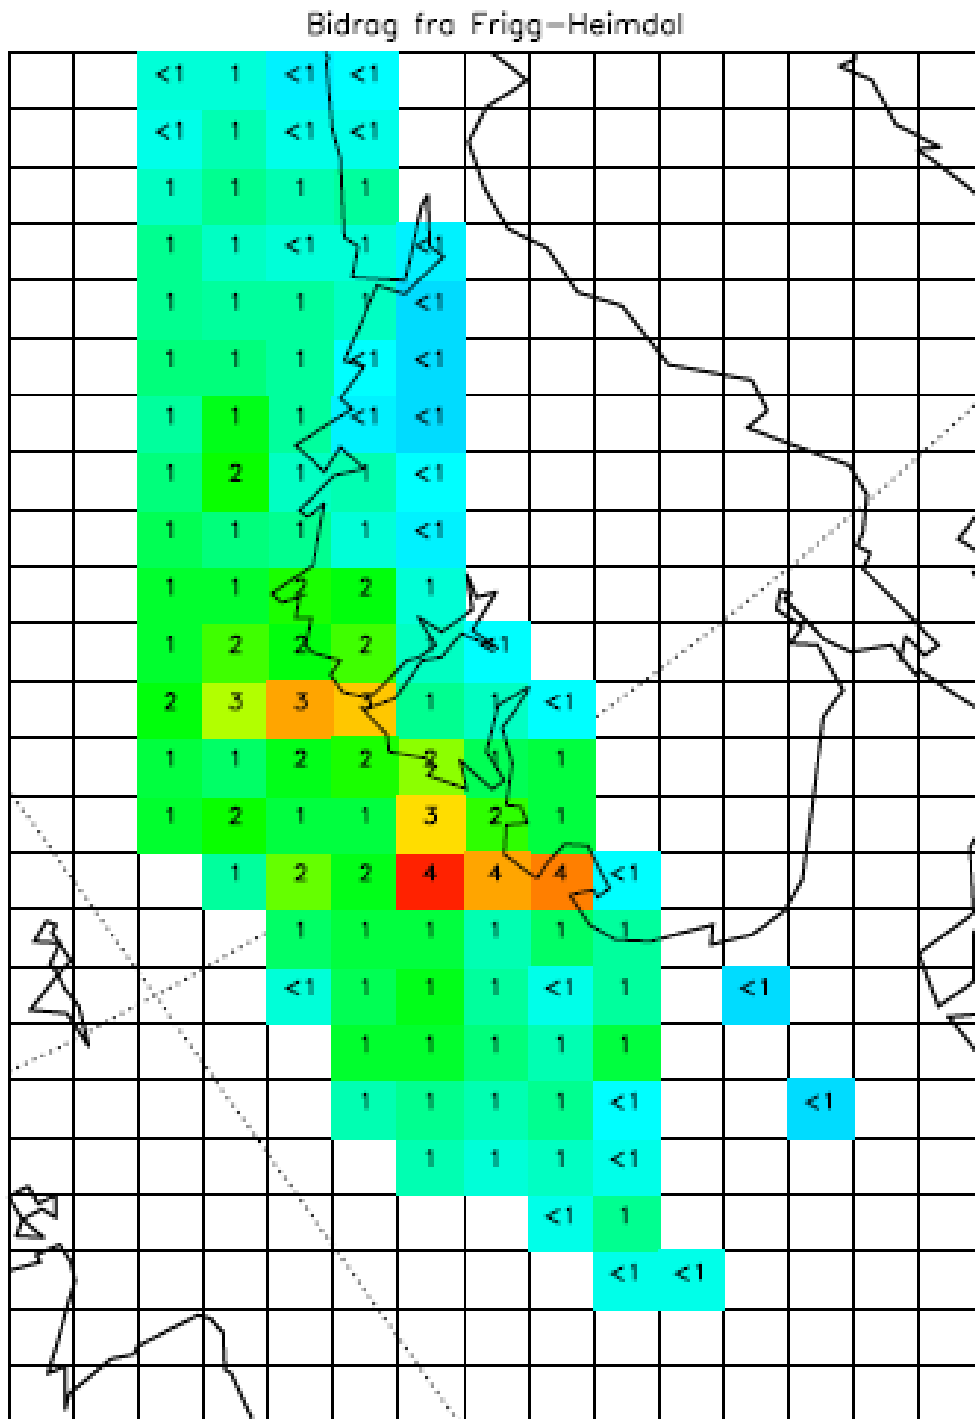 Bidrag fra Frigg-Heimdal
<1 1 <1 <1
<1 1 <1 <1
1 1 1 1
1 1 <1 1 <1
1 1 1 1 <1
1 1 1 <1 <1
1 1 1 <1 <1
1 2 1 1 <1
1 1 1 1 <1
1 1 2 2 1
1 2 2 2 1 <1
2 3 3 3 1 1 <1
1 1 2 2 2 1 1
1 2 1 1 3 2 1
1 2 2 4 4 4 <1
1 1 1 1 1 1
<1 1 1 1 <1 1 <1
1 1 1 1 1
1 1 1 1 <1 <1
1 1 1 <1
<1 1
<1 <1